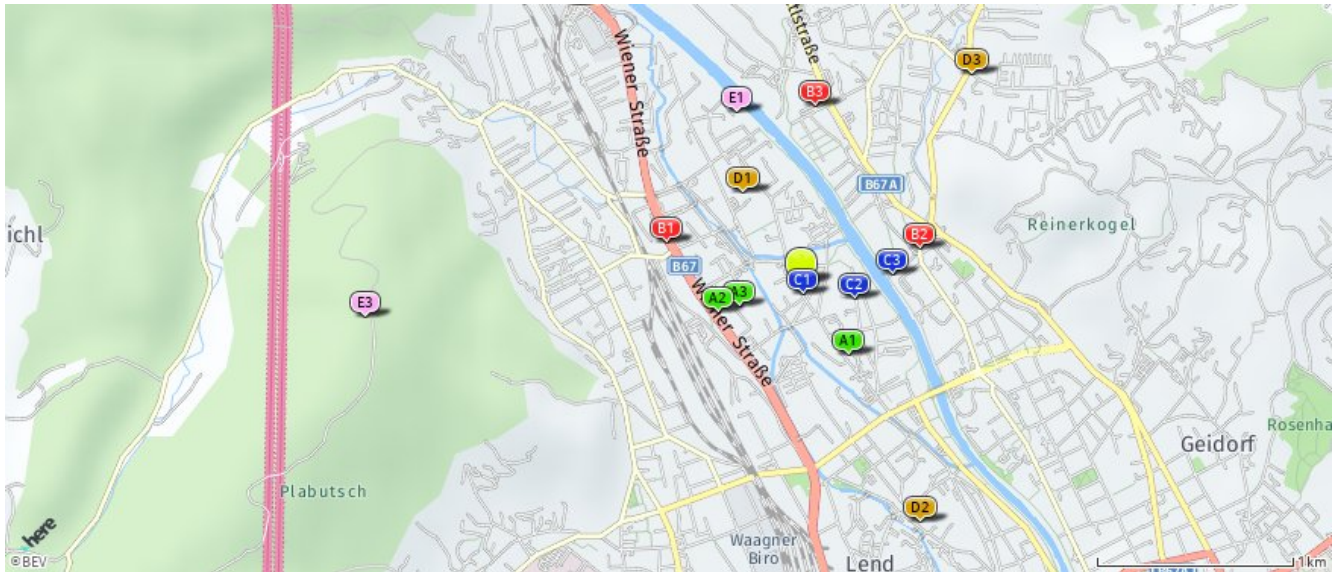 ttlstraße
Wiener Straße
D3
B3
E1
D1
B67A
Reinerkogel
ichl
B1
B2
B67
C3
C1
C2
A3
A2
E3
Wiener Straße
A1
Rosenha
Geidorf
Plabutsch
D2
here
Waagner
Biro
Lend
©BEV
1km